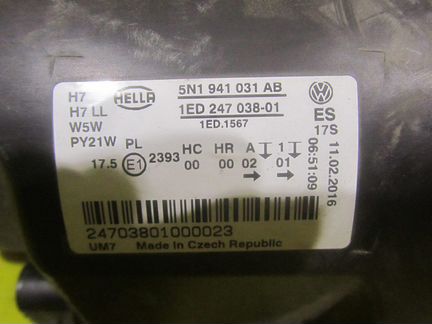 H7 HELLA 5N1 941 031 AB
H7 LL 1ED 247 038-01 ES
W5W 1ED.1567 17S
PY21W PL HC HR A 1
17.5 E1 2393 00 00 02 01
06:51:09
11.02.2016
24703801000023
UM7 Made in Czech Republic